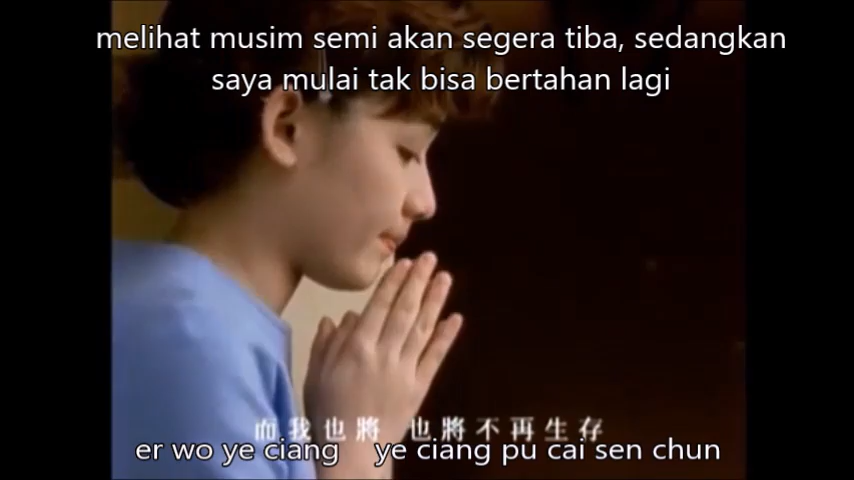 melihat musim semi akan segera tiba, sedangkan
saya mulai tak bisa bertahan lagi
而我也將 也將不再生存
er wo ye ciang ye ciang pu cai sen chun